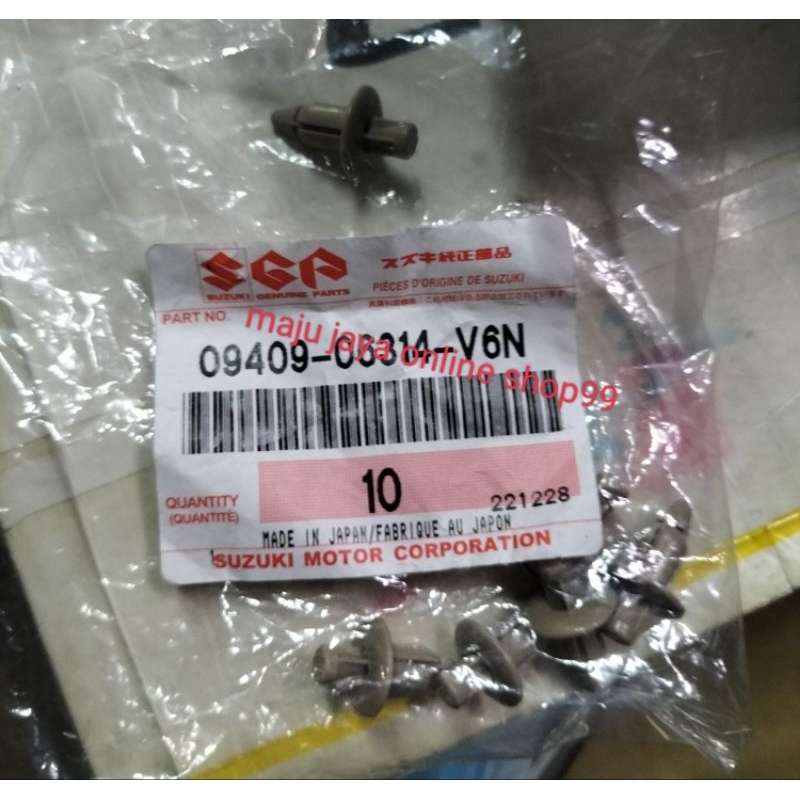 SGP
SUZUKI GENUINE PARTS
スズキ純正部品
PIÈCES D'ORIGINE DE SUZUKI
PART NO.
09409-06314-V6N
maju jaya online shop99
QUANTITY
(QUANTITÉ)
10
221228
MADE IN JAPAN/FABRIQUE AU JAPON
SUZUKI MOTOR CORPORATION